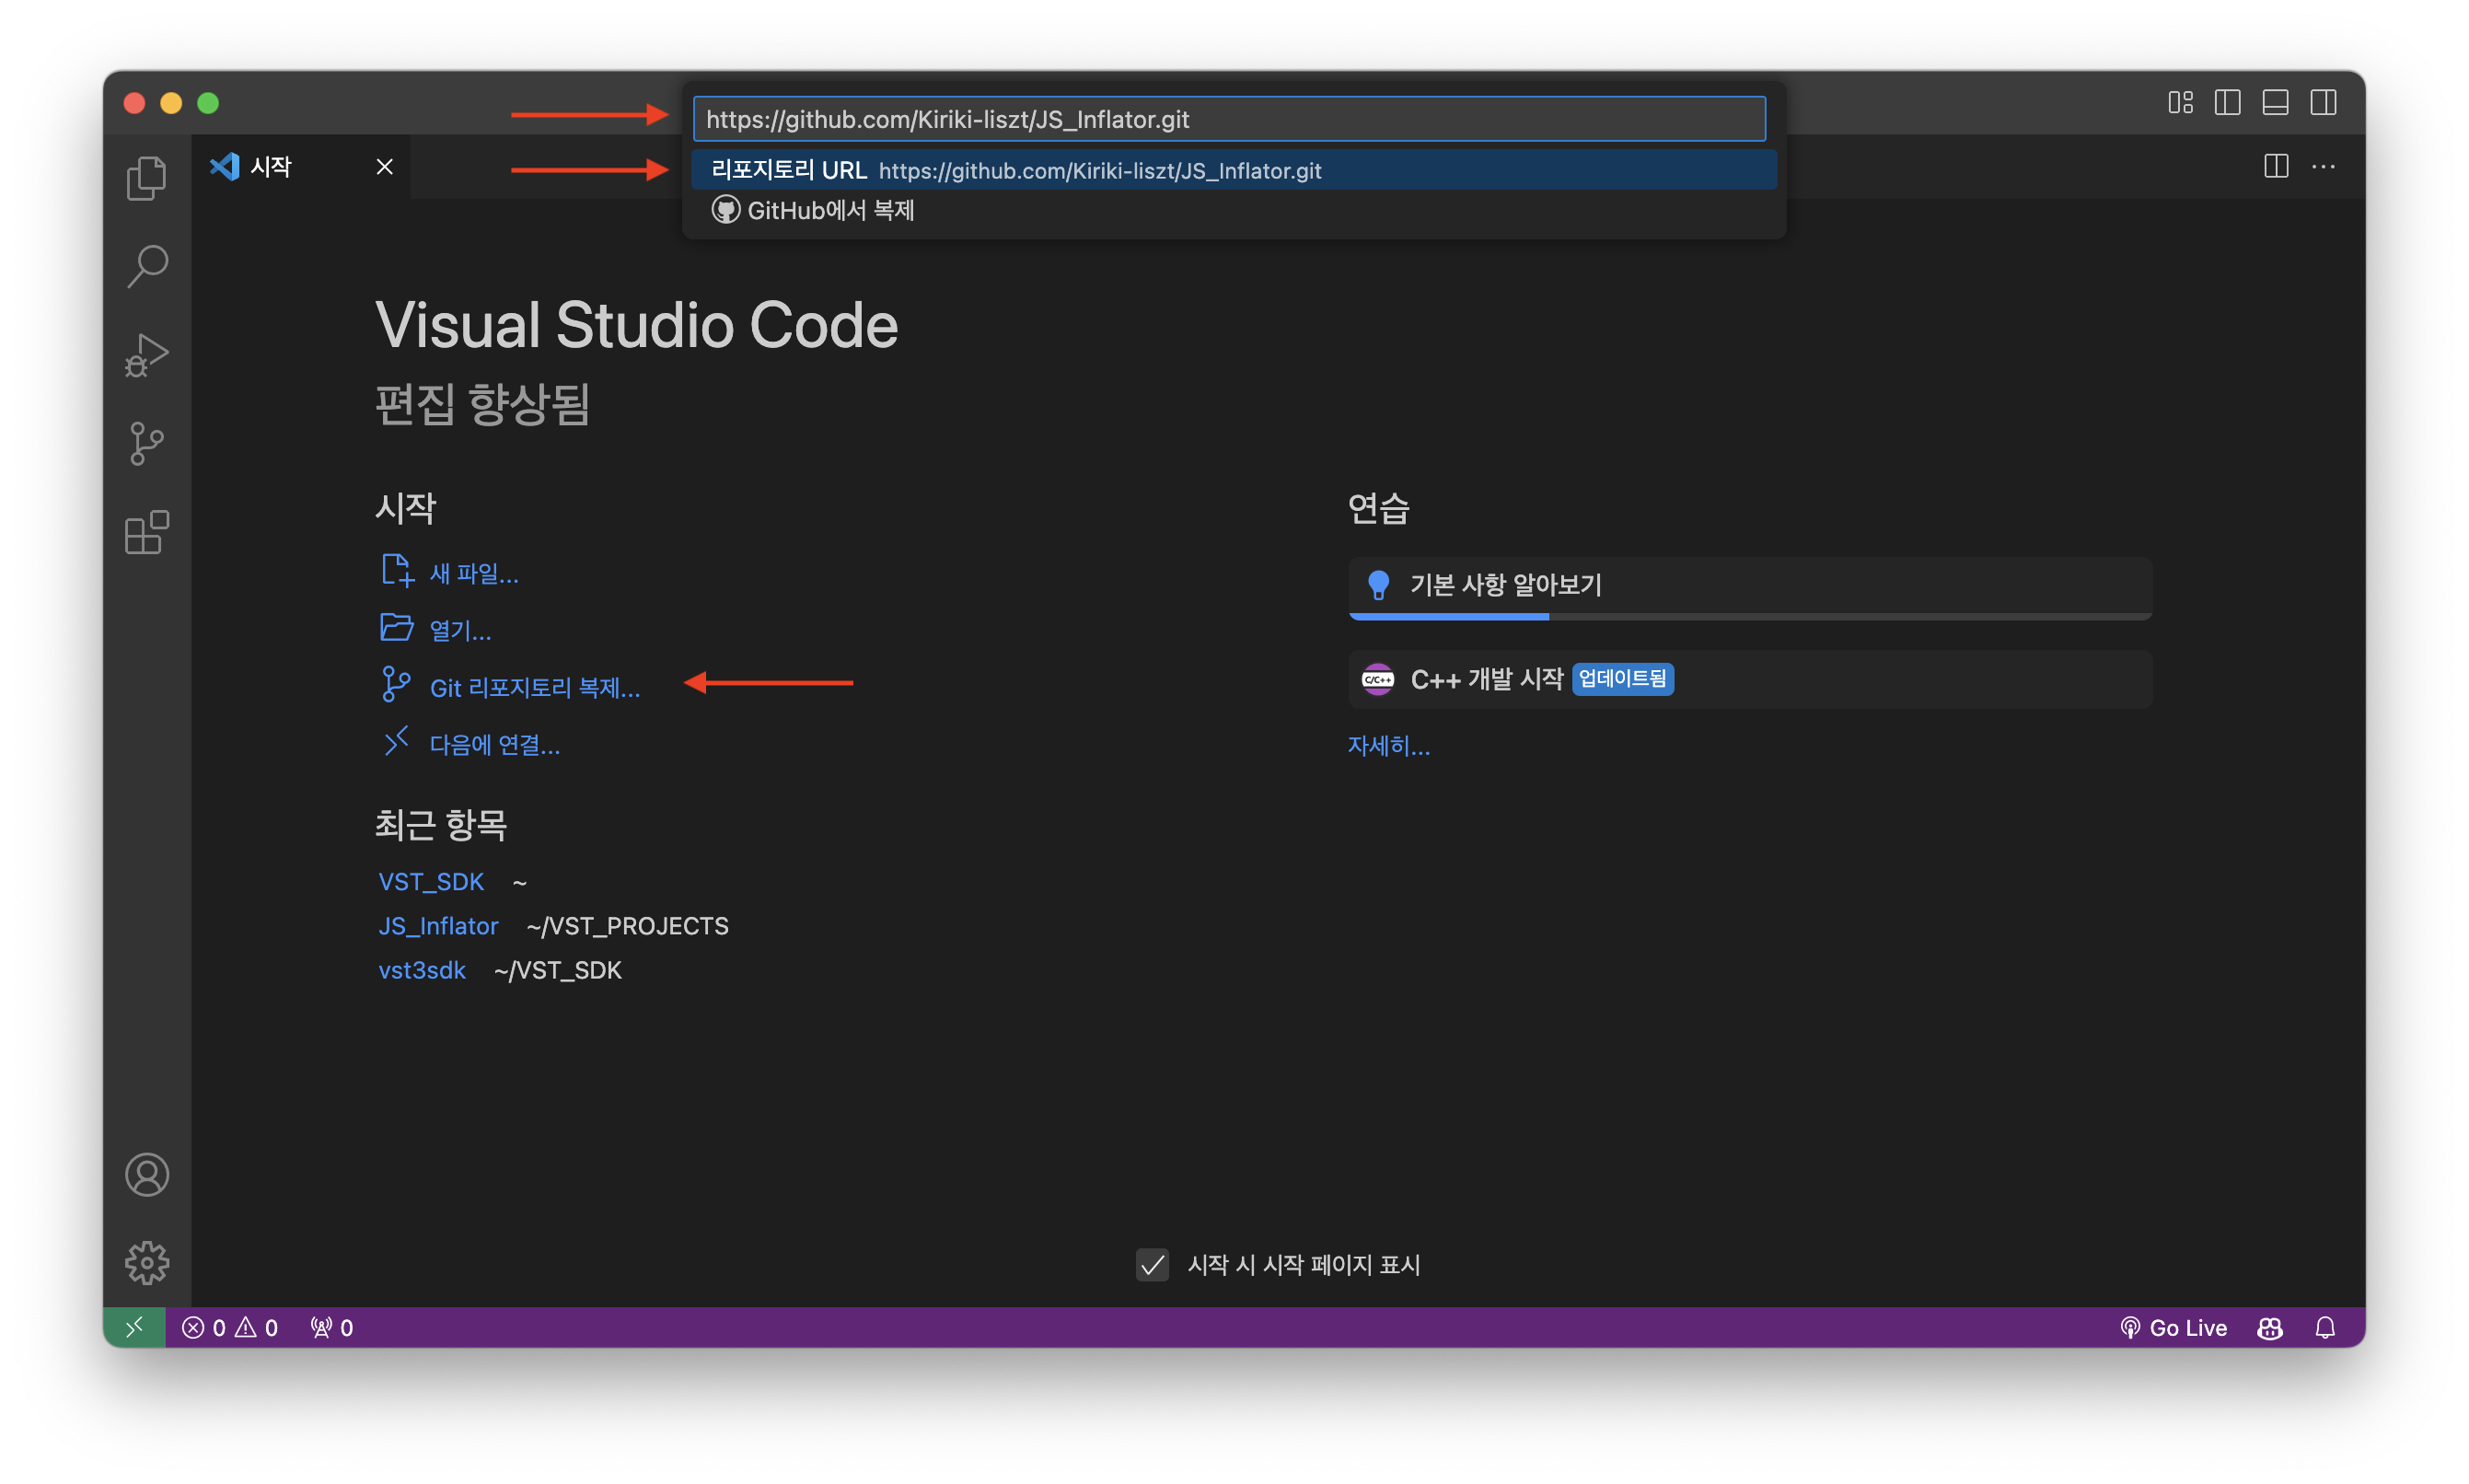 https://github.com/Kiriki-liszt/JS_Inflator.git
리포지토리 URL https://github.com/Kiriki-liszt/JS_Inflator.git
GitHub에서 복제
시작
Visual Studio Code
편집 향상됨
시작
새 파일...
열기...
Git 리포지토리 복제...
다음에 연결...
최근 항목
VST_SDK ~
JS_Inflator ~/VST_PROJECTS
vst3sdk ~/VST_SDK
연습
기본 사항 알아보기
C/C++ C++ 개발 시작 업데이트됨
자세히...
시작 시 시작 페이지 표시
0 0 0 Go Live